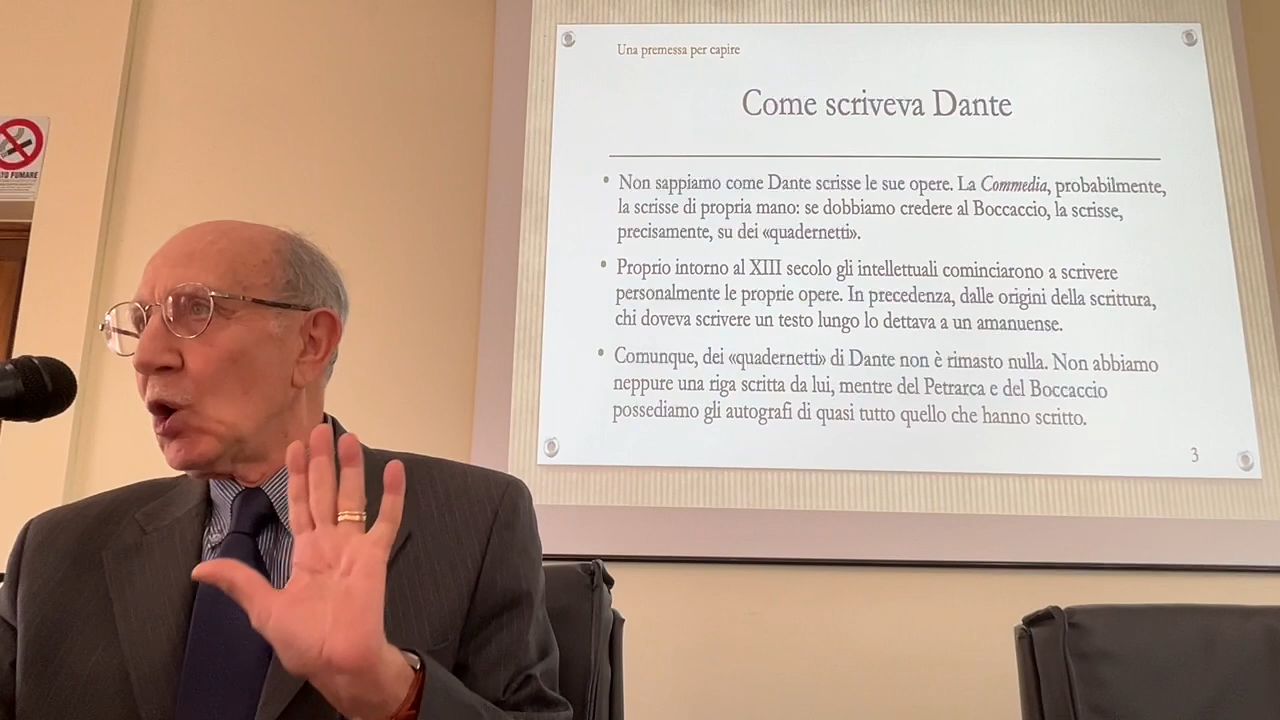 Una premessa per capire
Come scriveva Dante
• Non sappiamo come Dante scrisse le sue opere. La Commedia, probabilmente,
la scrisse di propria mano: se dobbiamo credere al Boccaccio, la scrisse,
precisamente, su dei «quadernetti».
• Proprio intorno al XIII secolo gli intellettuali cominciarono a scrivere
personalmente le proprie opere. In precedenza, dalle origini della scrittura,
chi doveva scrivere un testo lungo lo dettava a un amanuense.
• Comunque, dei «quadernetti» di Dante non è rimasto nulla. Non abbiamo
neppure una riga scritta da lui, mentre del Petrarca e del Boccaccio
possediamo gli autografi di quasi tutto quello che hanno scritto.
3
FUMARE